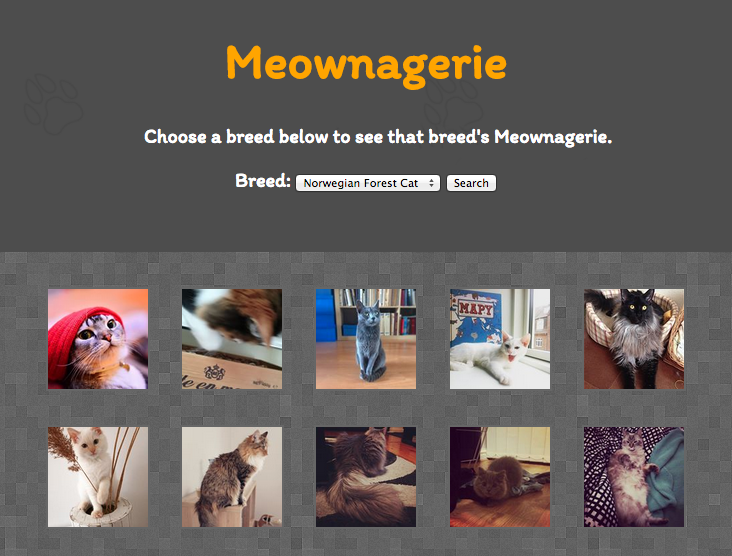 Meownagerie
Choose a breed below to see that breed's Meownagerie.
Breed: Norwegian Forest Cat Search
MAPY